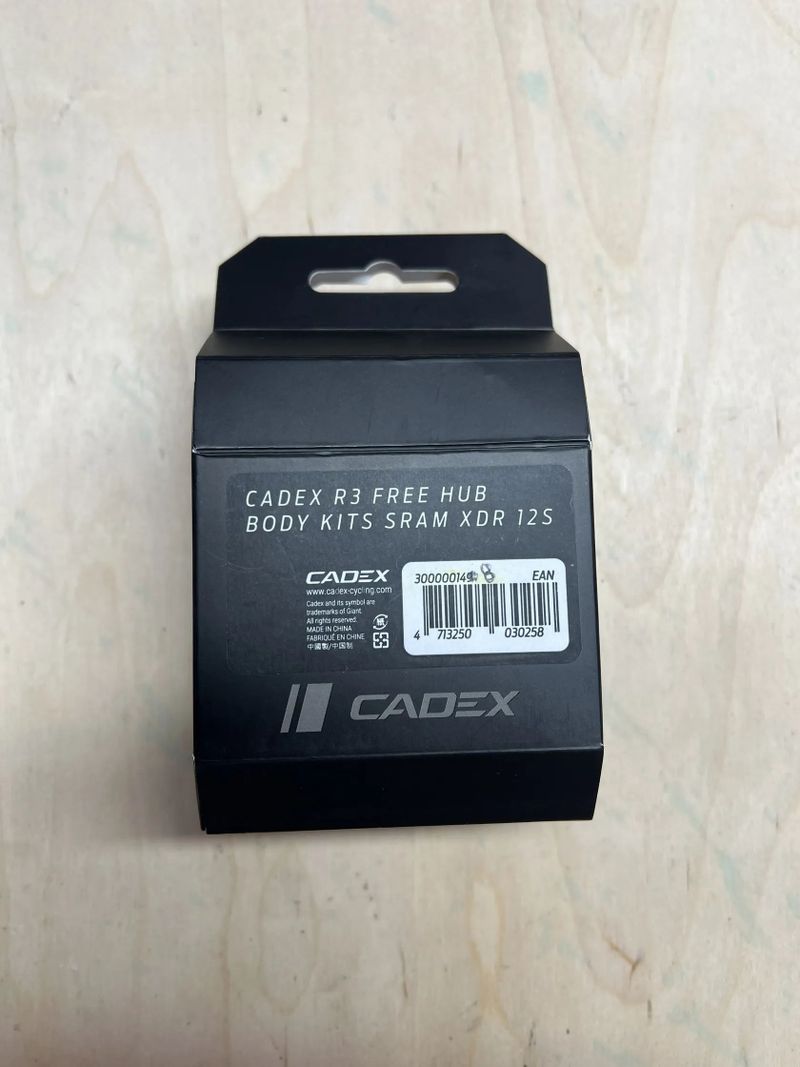 CADEX R3 FREE HUB
BODY KITS SRAM XDR 12S
CADEX
www.cadex-cycling.com
Cadex and its symbol are
trademarks of Giant.
All rights reserved.
MADE IN CHINA
FABRIQUÉ EN CHINE
中國製/中国制
EAN
4 713250 030258
CADEX